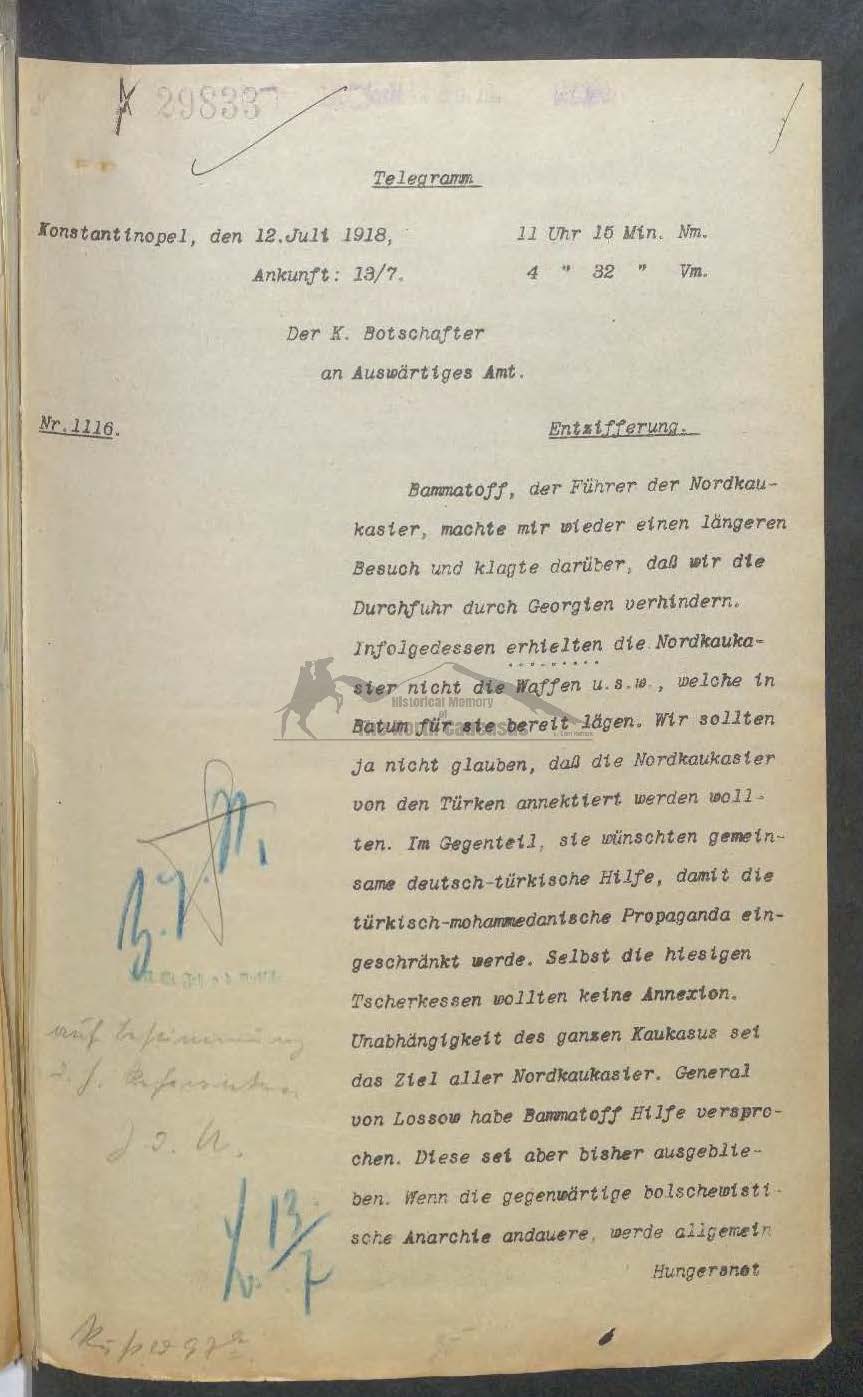 298337
Telegramm
Konstantinopel, den 12.Juli 1918, 11 Uhr 15 Min. Nm.
Ankunft: 13/7. 4 " 32 " Vm.
Der K. Botschafter
an Auswärtiges Amt.
Nr.1116. Entzifferung.
Bammatoff, der Führer der Nordkau-
kasier, machte mir wieder einen längeren
Besuch und klagte darüber, daß wir die
Durchfuhr durch Georgien verhindern.
Infolgedessen erhielten die Nordkauka-
sier nicht die Waffen u.s.w., welche in
Batum für sie bereit lägen. Wir sollten
ja nicht glauben, daß die Nordkaukasier
von den Türken annektiert werden woll-
ten. Im Gegenteil, sie wünschten gemein-
same deutsch-türkische Hilfe, damit die
türkisch-mohammedanische Propaganda ein-
geschränkt werde. Selbst die hiesigen
Tscherkessen wollten keine Annexion.
Unabhängigkeit des ganzen Kaukasus sei
das Ziel aller Nordkaukasier. General
von Lossow habe Bammatoff Hilfe verspro-
chen. Diese sei aber bisher ausgeblie-
ben. Wenn die gegenwärtige bolschewisti-
sche Anarchie andauere, werde allgemein
Hungersnot
Historical Memory
of
The North Caucasus
13/7